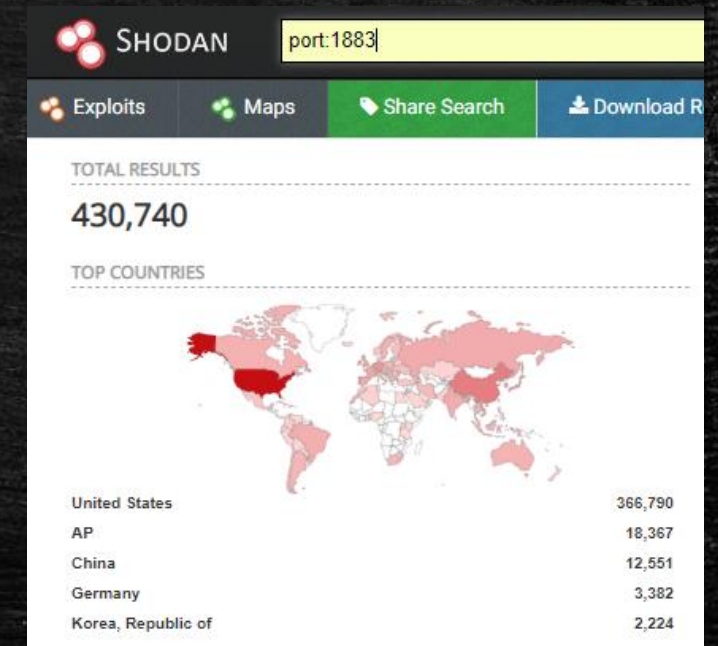 SHODAN port:1883
Exploits Maps Share Search Download R
TOTAL RESULTS
430,740
TOP COUNTRIES
United States 366,790
AP 18,367
China 12,551
Germany 3,382
Korea, Republic of 2,224